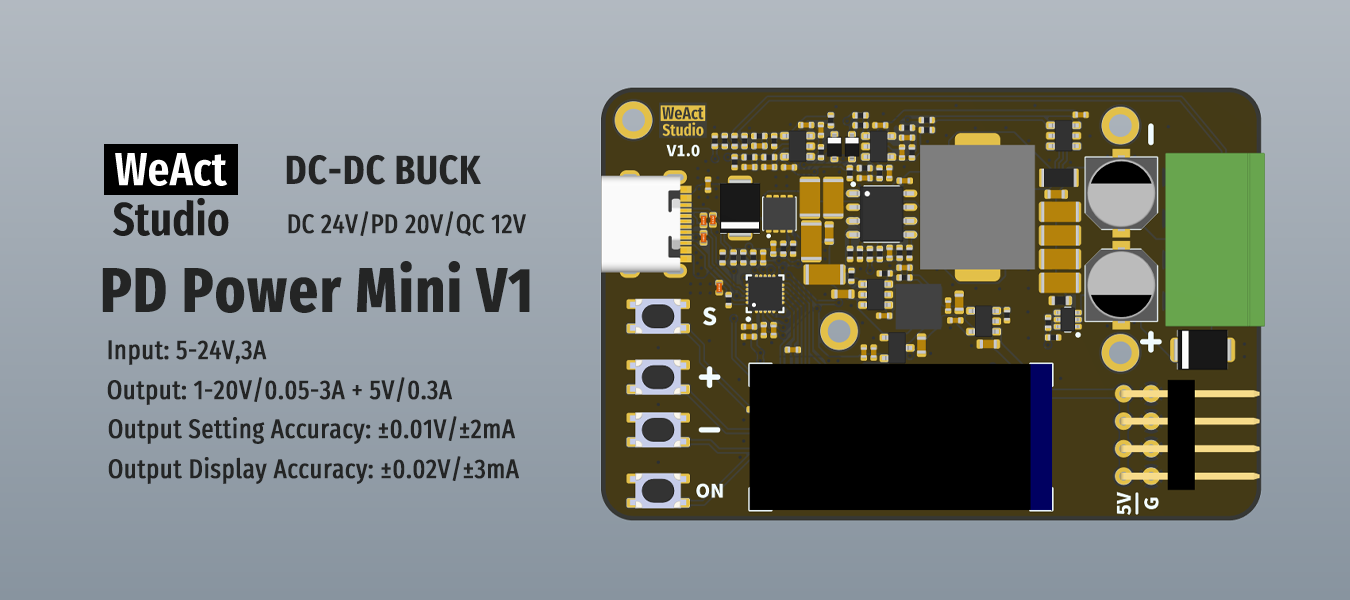 WeAct
Studio
DC-DC BUCK
DC 24V/PD 20V/QC 12V
PD Power Mini V1
Input: 5-24V,3A
Output: 1-20V/0.05-3A + 5V/0.3A
Output Setting Accuracy: ±0.01V/±2mA
Output Display Accuracy: ±0.02V/±3mA
WeAct
Studio
V1.0
S
+
−
ON
−
+
5V
G